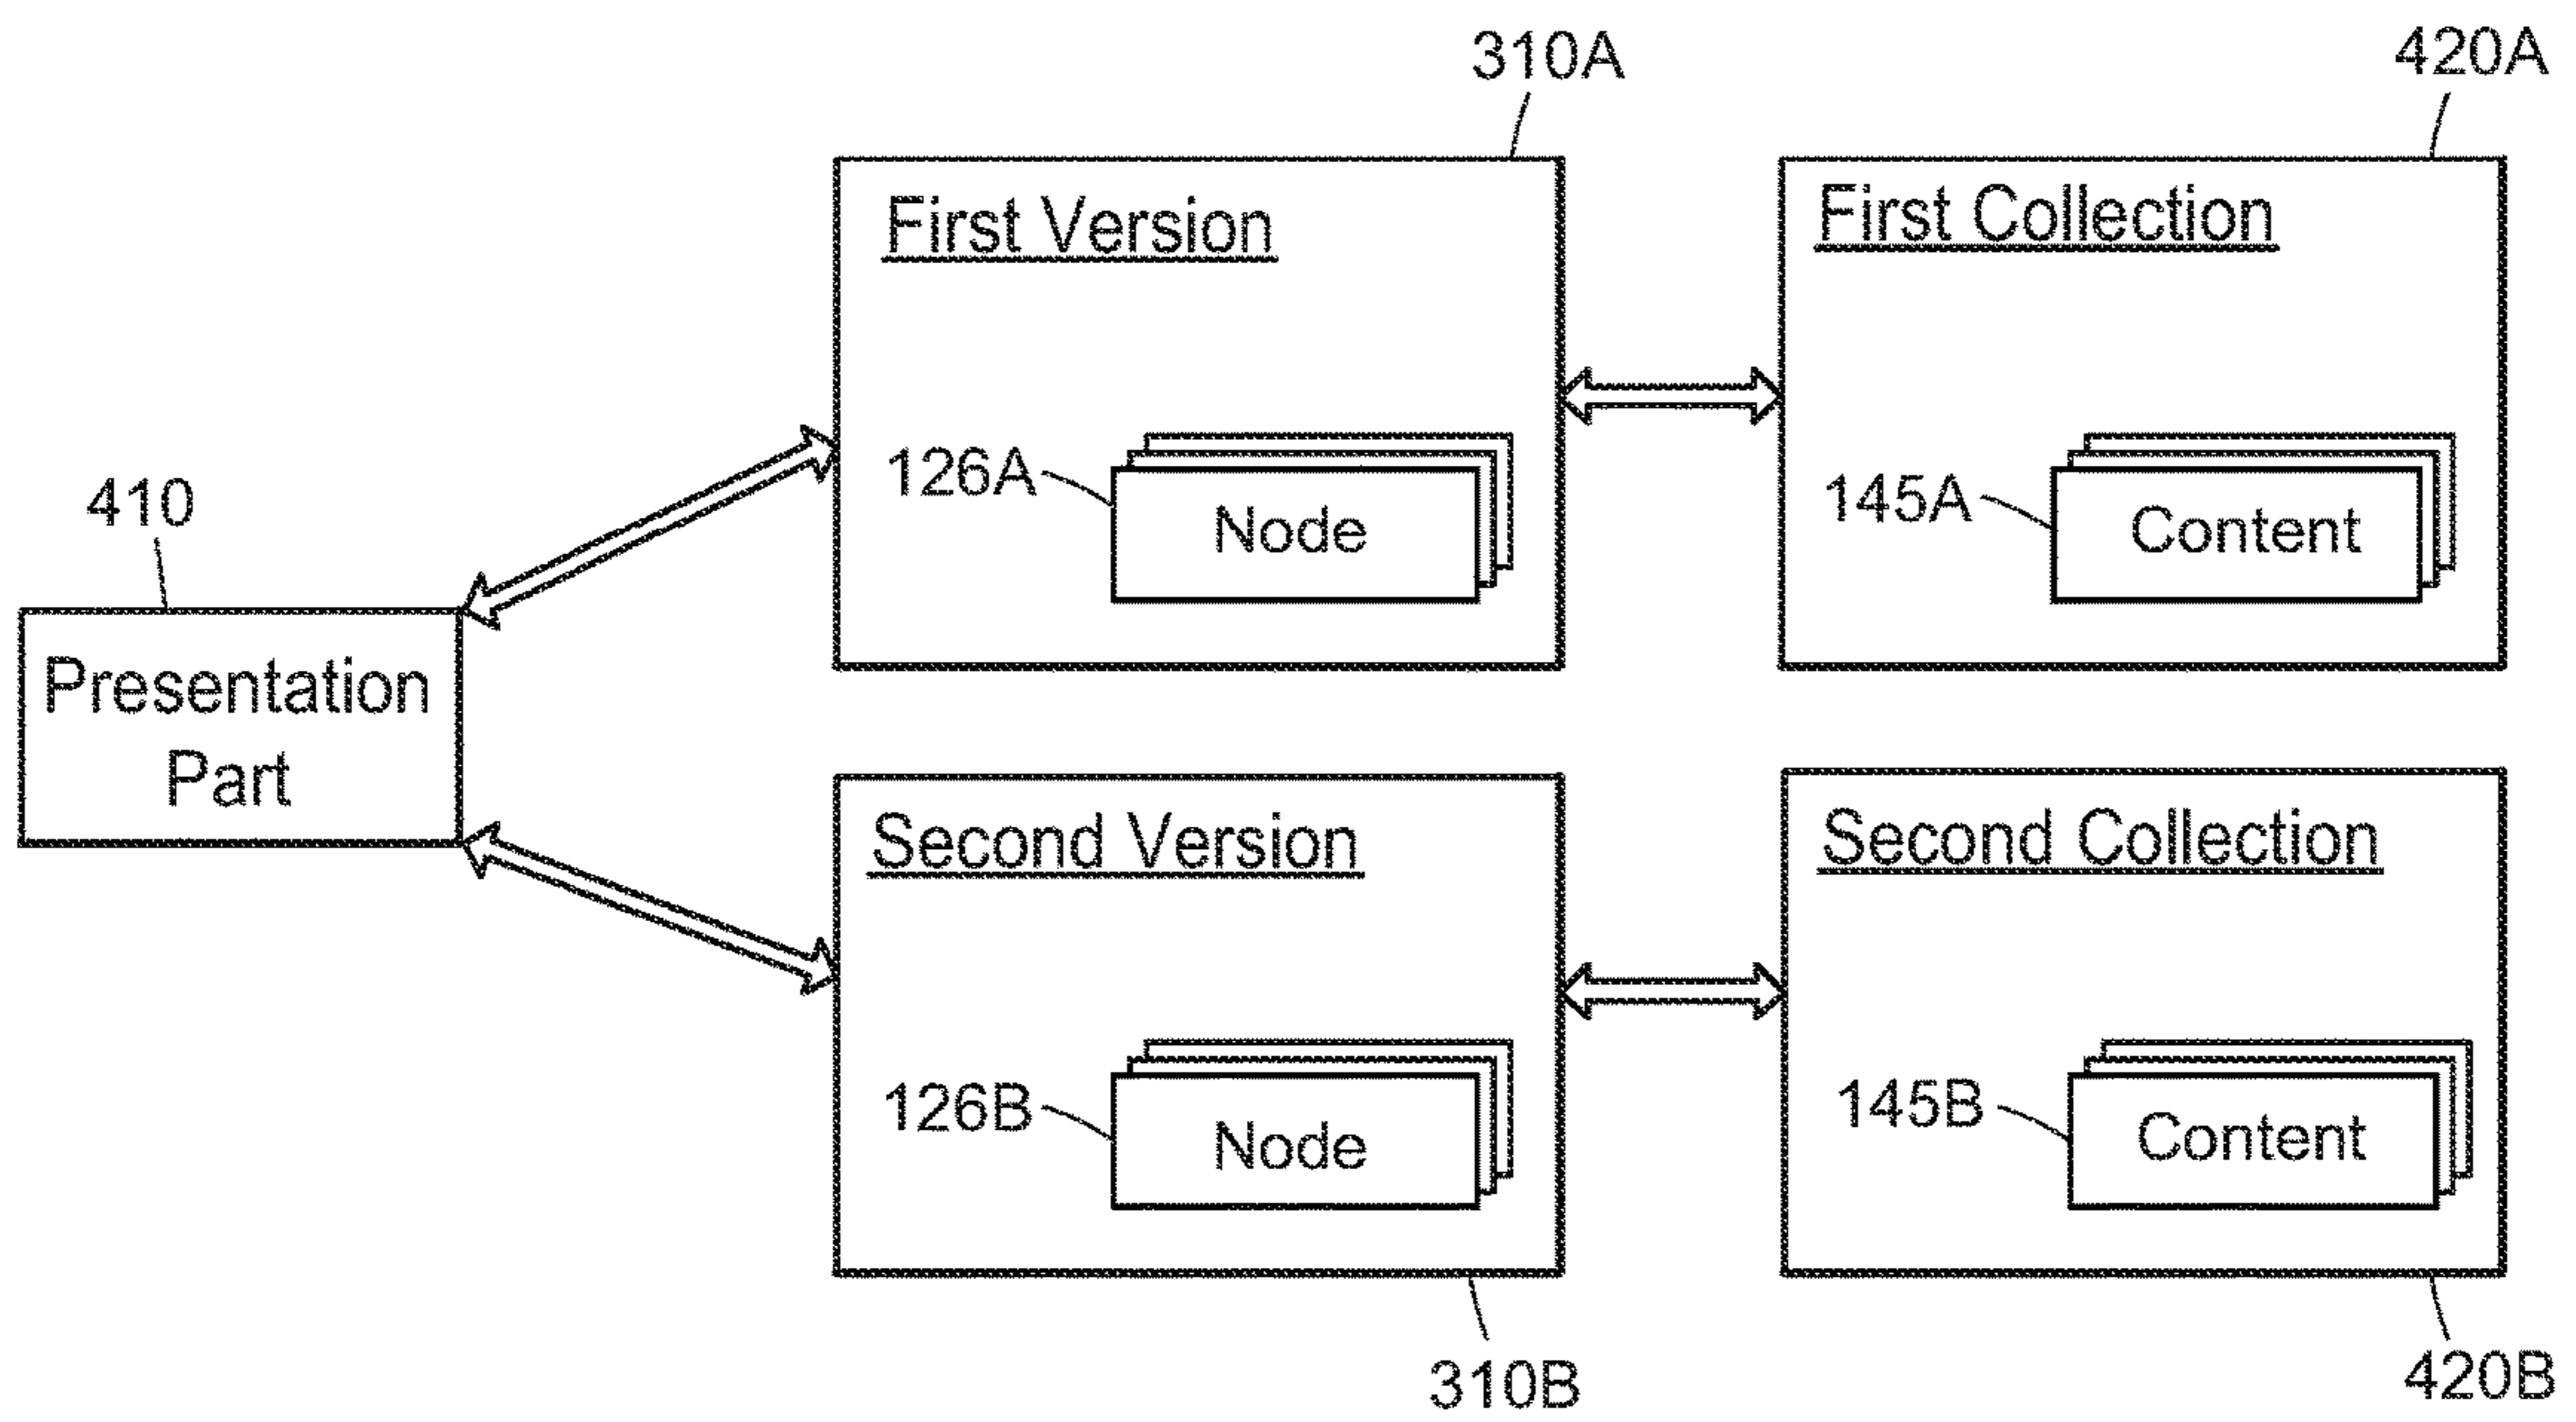 310A
420A
First Version
First Collection
126A
Node
145A
Content
410
Presentation
Part
Second Version
Second Collection
126B
Node
145B
Content
310B
420B